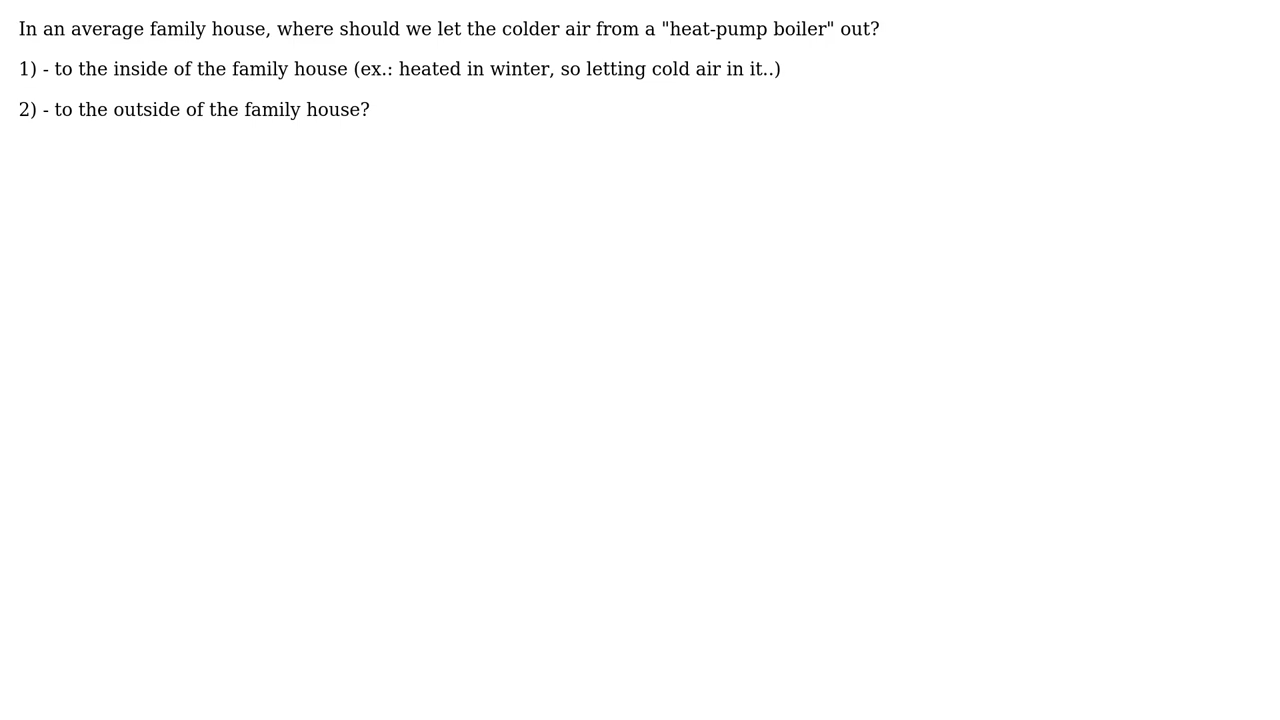 In an average family house, where should we let the colder air from a "heat-pump boiler" out?
1) - to the inside of the family house (ex.: heated in winter, so letting cold air in it..)
2) - to the outside of the family house?